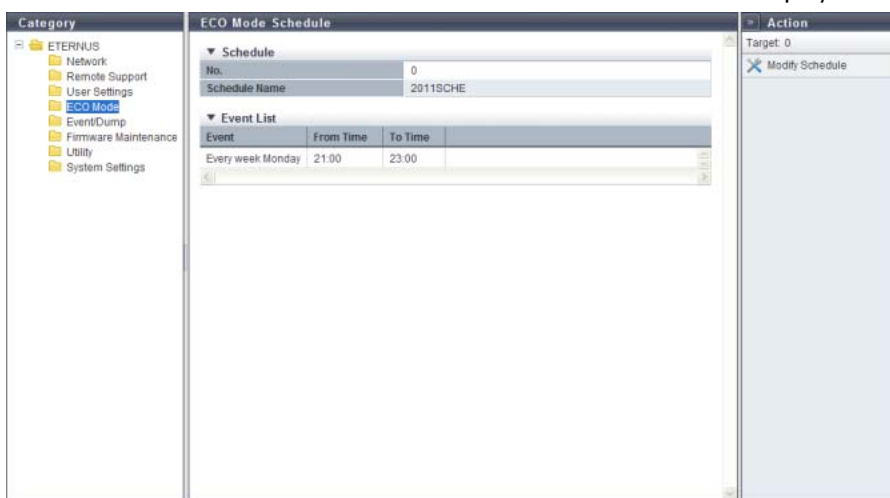 Category
ETERNUS
Network
Remote Support
User Settings
ECO Mode
Event/Dump
Firmware Maintenance
Utility
System Settings
ECO Mode Schedule
▼ Schedule
No. 0
Schedule Name 2011SCHE
▼ Event List
Event From Time To Time
Every week Monday 21:00 23:00
» Action
Target: 0
Modify Schedule